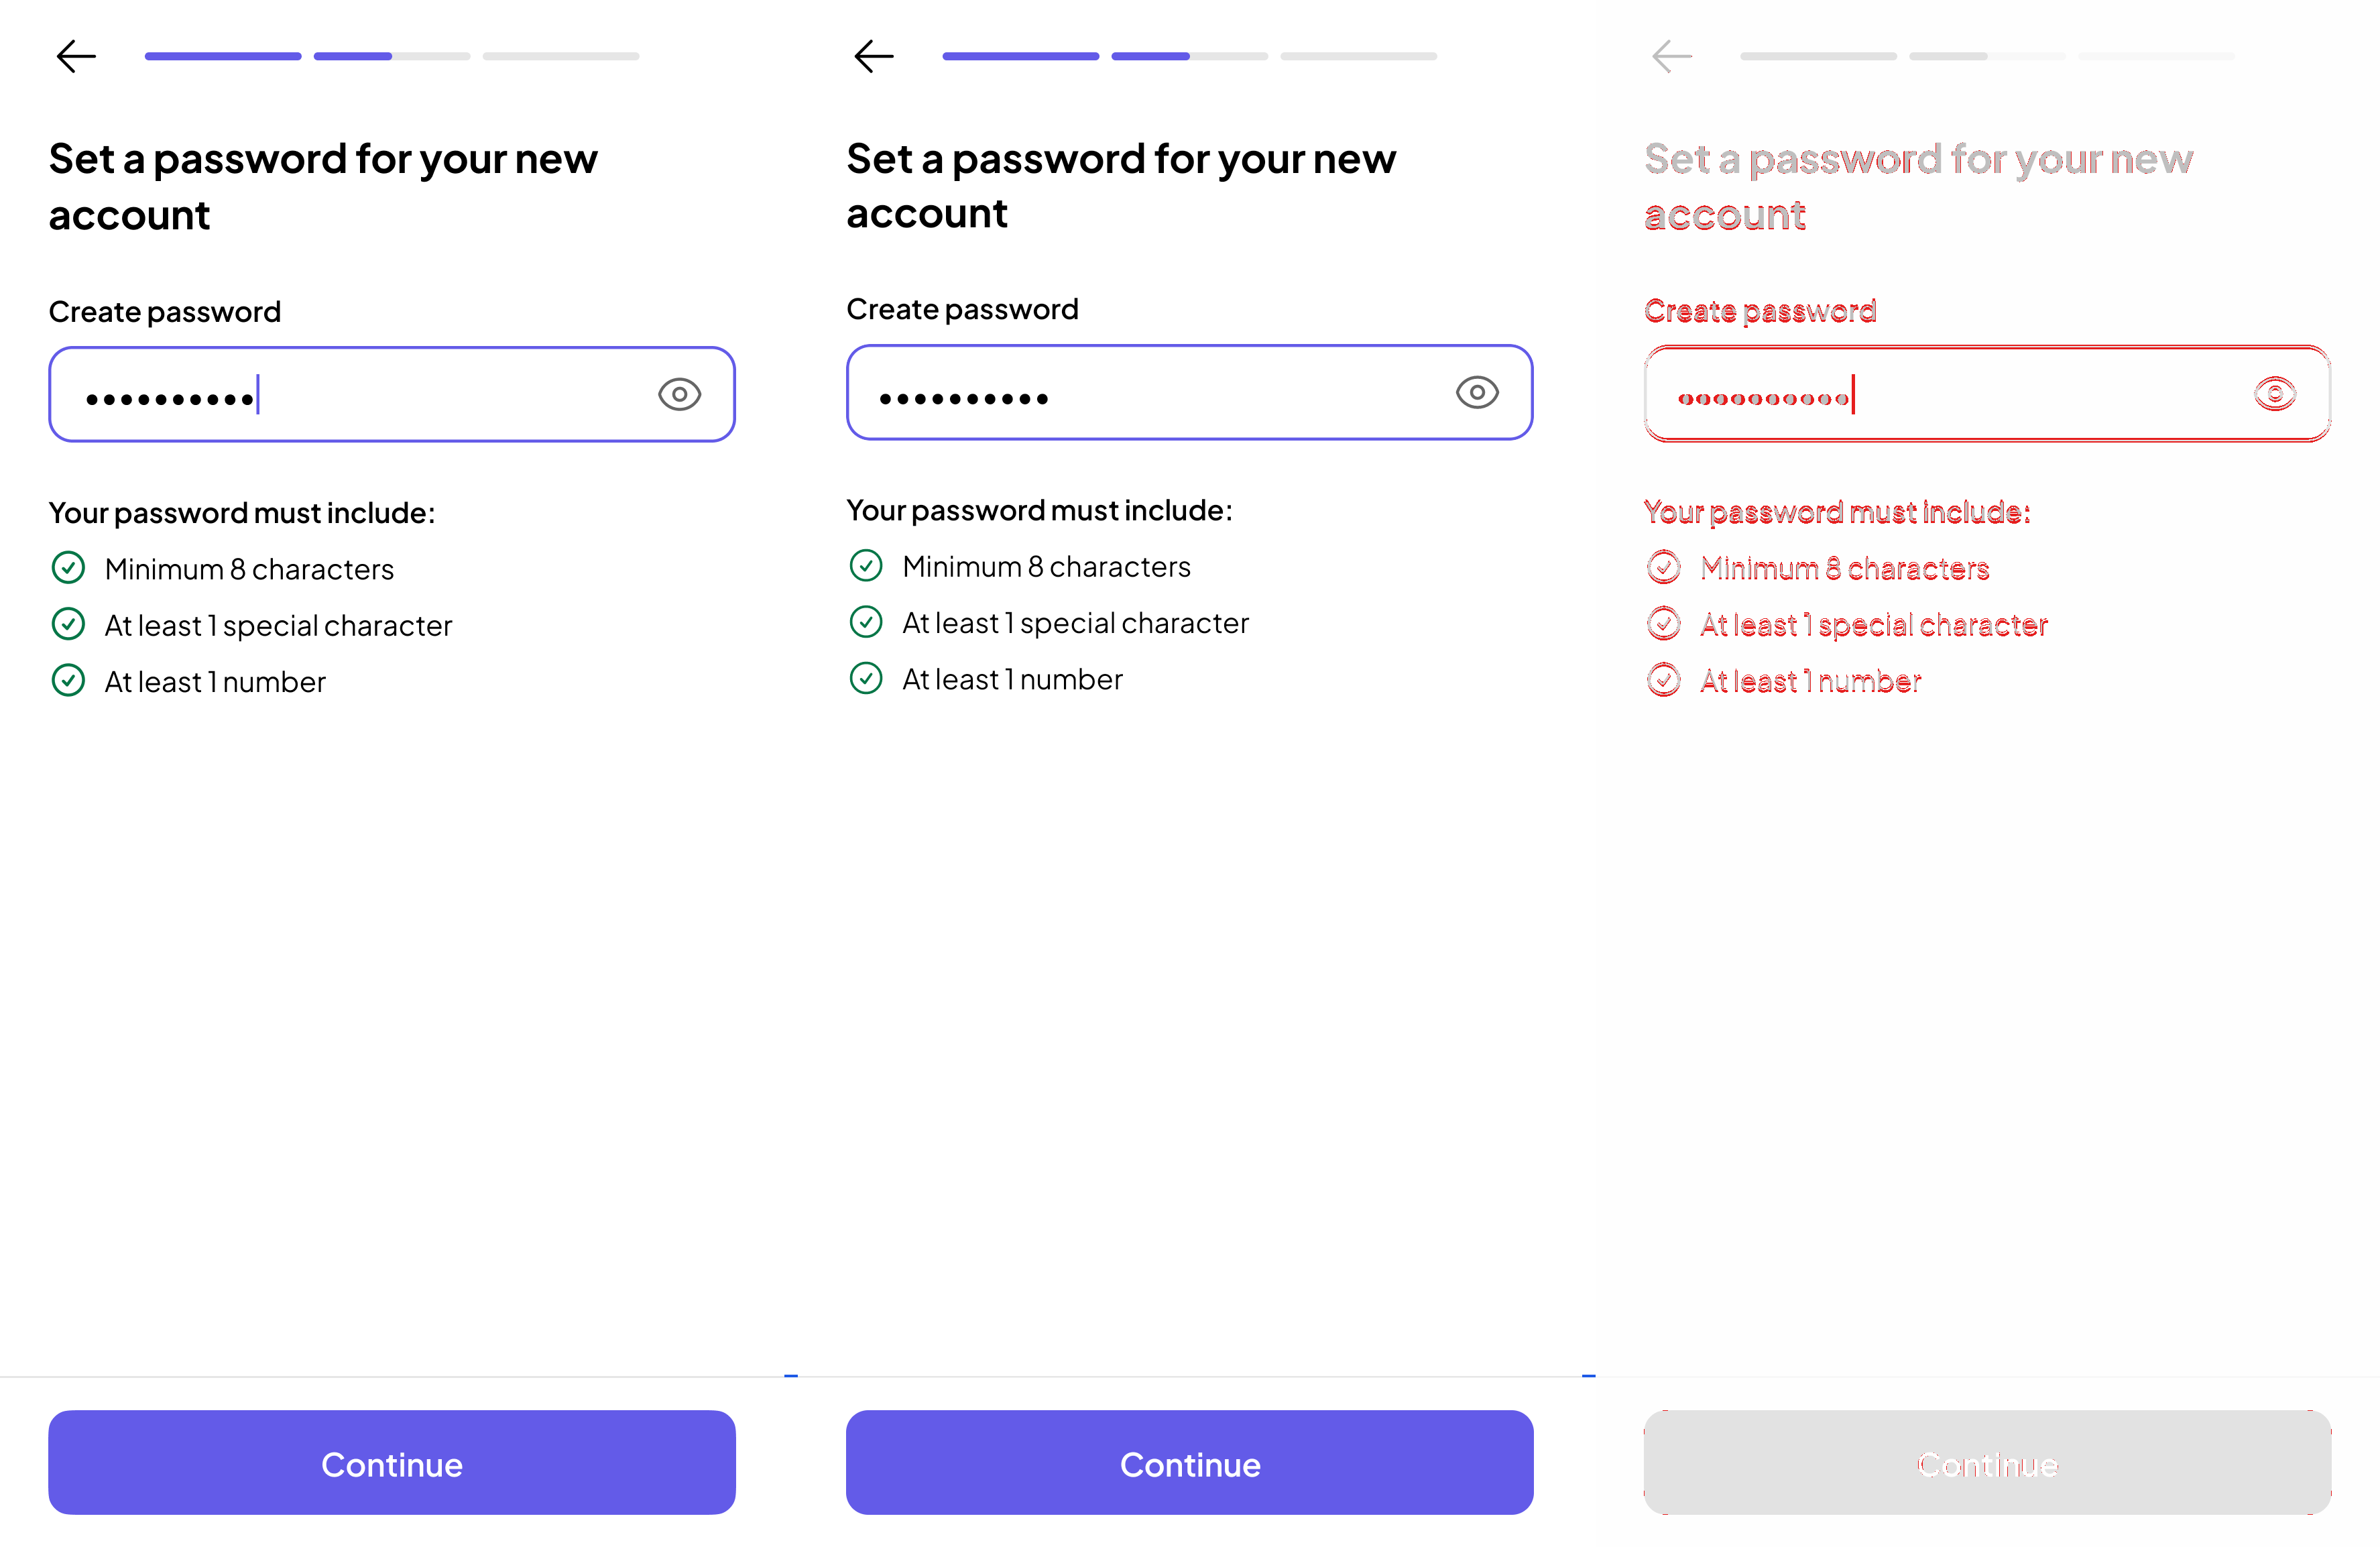 Set a password for your new
account
Create password
••••••••••
Your password must include:
Minimum 8 characters
At least 1 special character
At least 1 number
Continue
Set a password for your new
account
Create password
••••••••••
Your password must include:
Minimum 8 characters
At least 1 special character
At least 1 number
Continue
Set a password for your new
account
Create password
••••••••••
Your password must include:
Minimum 8 characters
At least 1 special character
At least 1 number
Continue